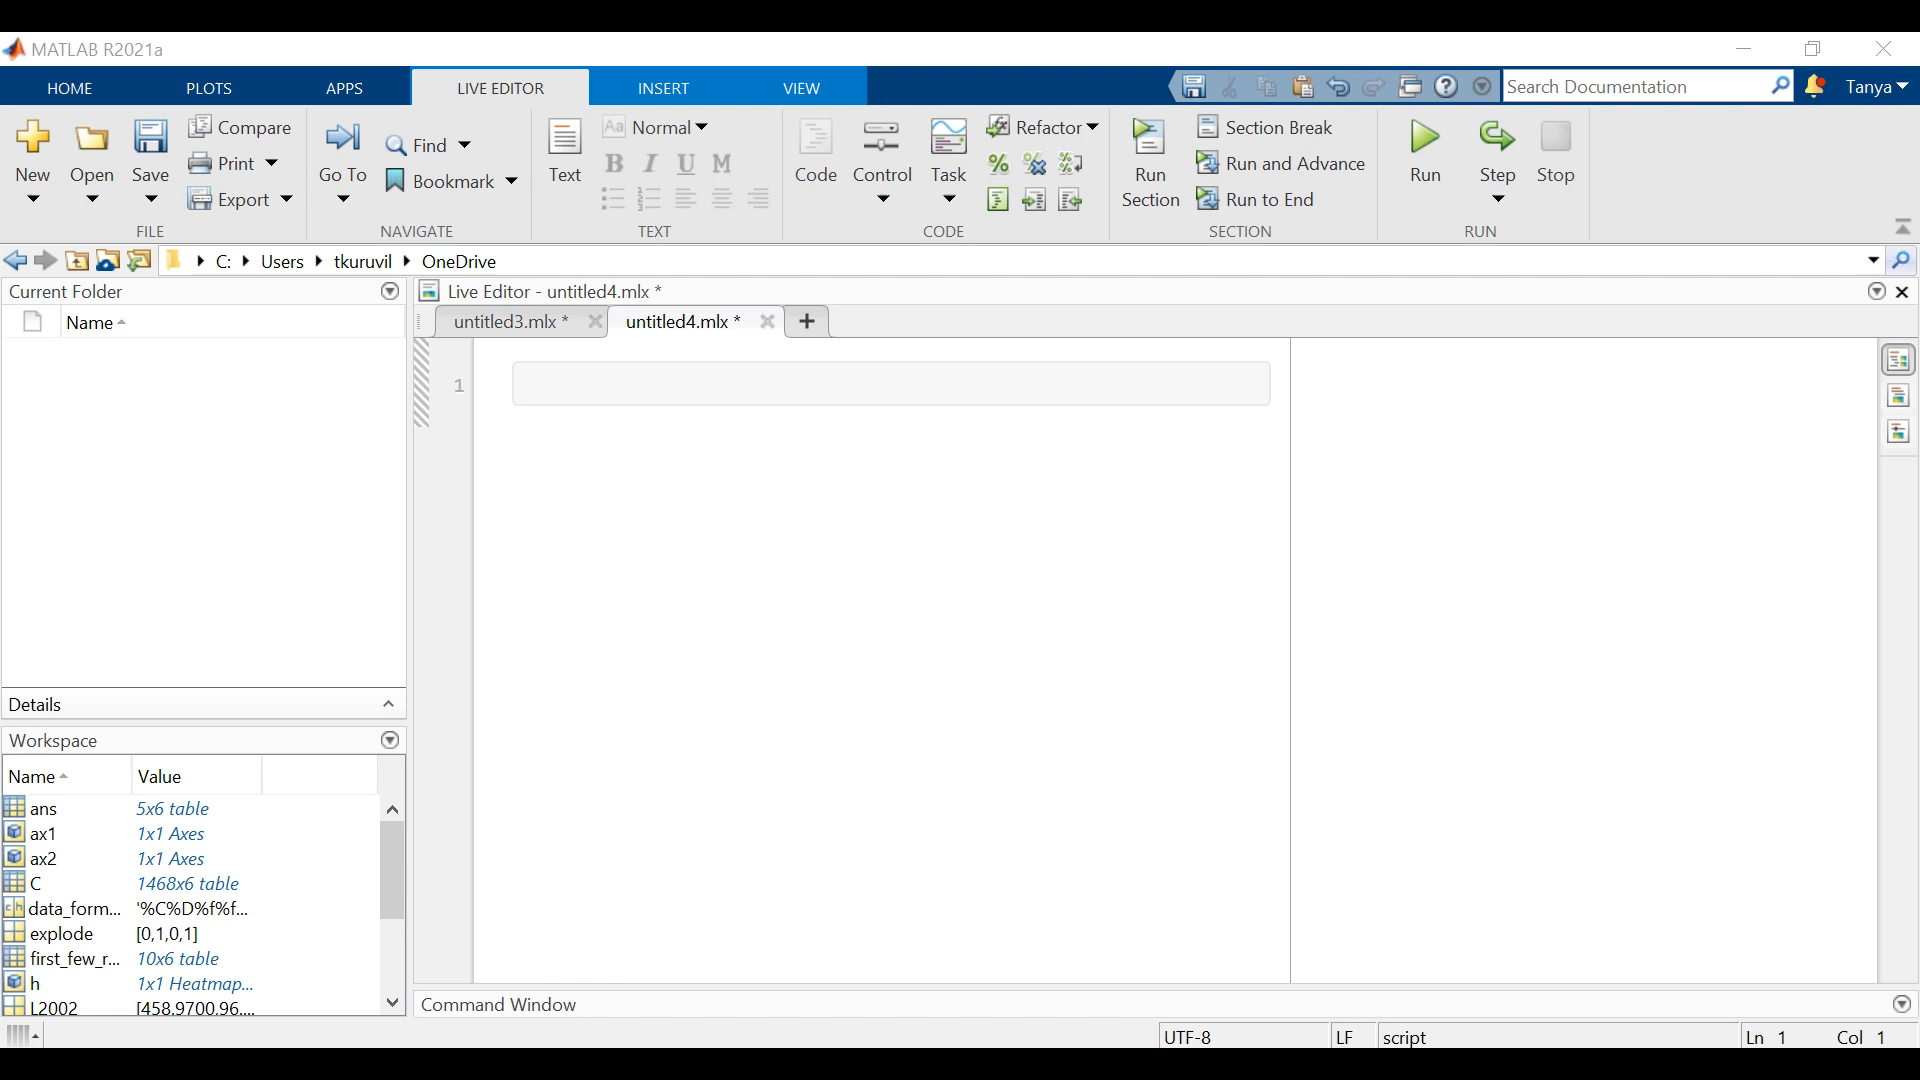 MATLAB R2021a
HOME PLOTS APPS LIVE EDITOR INSERT VIEW Search Documentation Tanya
New Open Save Compare Print Export Go To Find Bookmark Text Aa Normal B I U M Code Control Task Refactor Run Section Section Break Run and Advance Run to End Run Step Stop
FILE NAVIGATE TEXT CODE SECTION RUN
C: Users tkuruvil OneDrive
Current Folder Live Editor - untitled4.mlx *
Name untitled3.mlx * untitled4.mlx * +
1
Details
Workspace
Name Value
ans 5x6 table
ax1 1x1 Axes
ax2 1x1 Axes
C 1468x6 table
data_form... '%C%D%f%f...
explode [0,1,0,1]
first_few_r... 10x6 table
h 1x1 Heatmap...
L2002 [458.9700,96....
Command Window
UTF-8 LF script Ln 1 Col 1